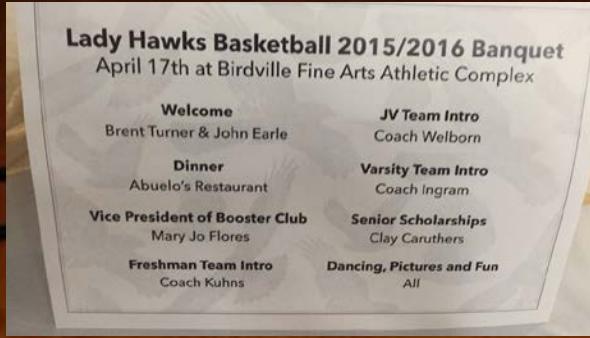 Lady Hawks Basketball 2015/2016 Banquet
April 17th at Birdville Fine Arts Athletic Complex
Welcome
Brent Turner & John Earle
Dinner
Abuelo's Restaurant
Vice President of Booster Club
Mary Jo Flores
Freshman Team Intro
Coach Kuhns
JV Team Intro
Coach Welborn
Varsity Team Intro
Coach Ingram
Senior Scholarships
Clay Caruthers
Dancing, Pictures and Fun
All